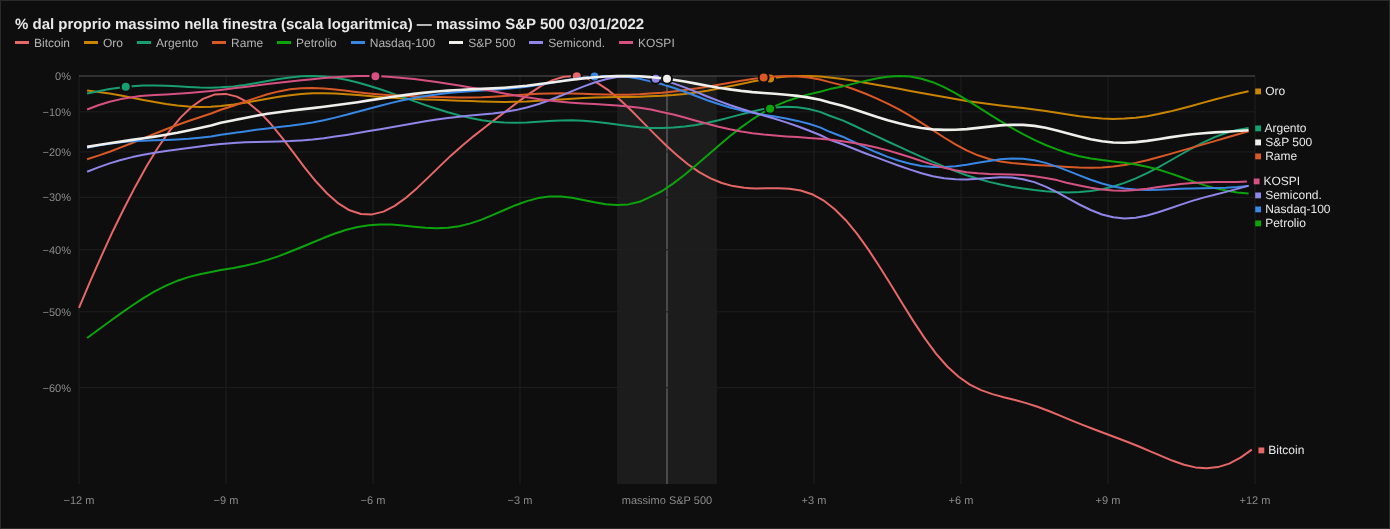 % dal proprio massimo nella finestra (scala logaritmica) — massimo S&P 500 03/01/2022
Bitcoin Oro Argento Rame Petrolio Nasdaq-100 S&P 500 Semicond. KOSPI
0%
−10%
−20%
−30%
−40%
−50%
−60%
Oro
Argento
S&P 500
Rame
KOSPI
Semicond.
Nasdaq-100
Petrolio
Bitcoin
−12 m −9 m −6 m −3 m massimo S&P 500 +3 m +6 m +9 m +12 m